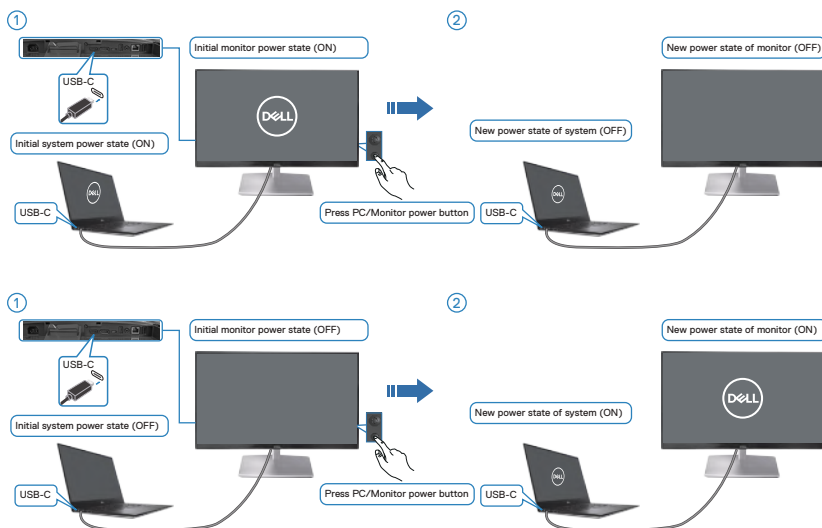 1
2
Initial monitor power state (ON)
New power state of monitor (OFF)
USB-C
DELL
New power state of system (OFF)
Initial system power state (ON)
DELL
DELL
USB-C
Press PC/Monitor power button
USB-C
1
2
Initial monitor power state (OFF)
New power state of monitor (ON)
USB-C
DELL
New power state of system (ON)
Initial system power state (OFF)
DELL
USB-C
Press PC/Monitor power button
USB-C